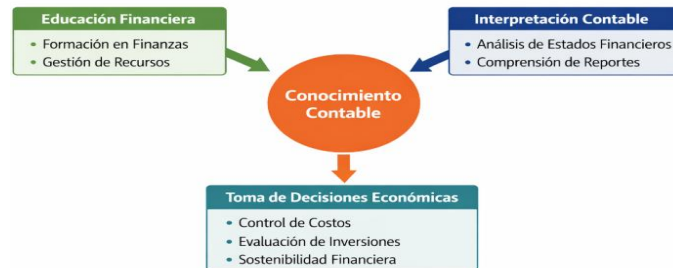 Educación Financiera
• Formación en Finanzas
• Gestión de Recursos
Interpretación Contable
• Análisis de Estados Financieros
• Comprensión de Reportes
Conocimiento
Contable
Toma de Decisiones Económicas
• Control de Costos
• Evaluación de Inversiones
• Sostenibilidad Financiera